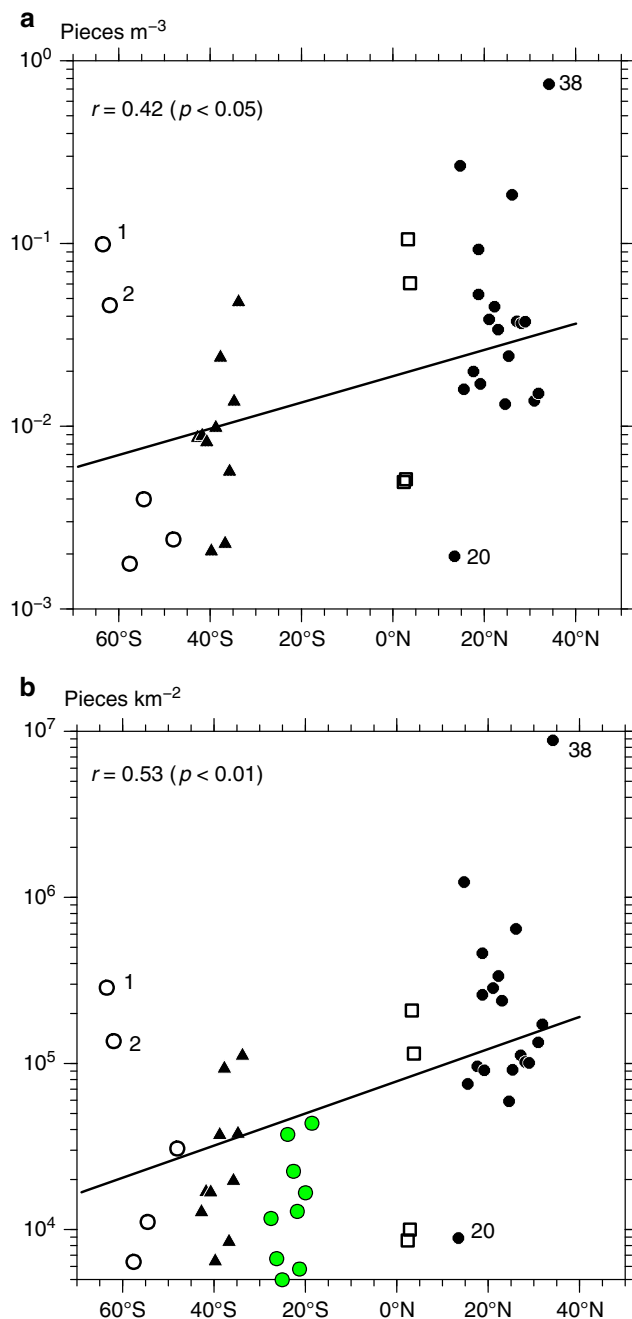 a
Pieces m⁻³
10⁰
r = 0.42 (p < 0.05)
38
10⁻¹
1
2
10⁻²
20
10⁻³
60°S 40°S 20°S 0°N 20°N 40°N
b
Pieces km⁻²
10⁷
r = 0.53 (p < 0.01)
38
10⁶
1
2
10⁵
10⁴
20
60°S 40°S 20°S 0°N 20°N 40°N